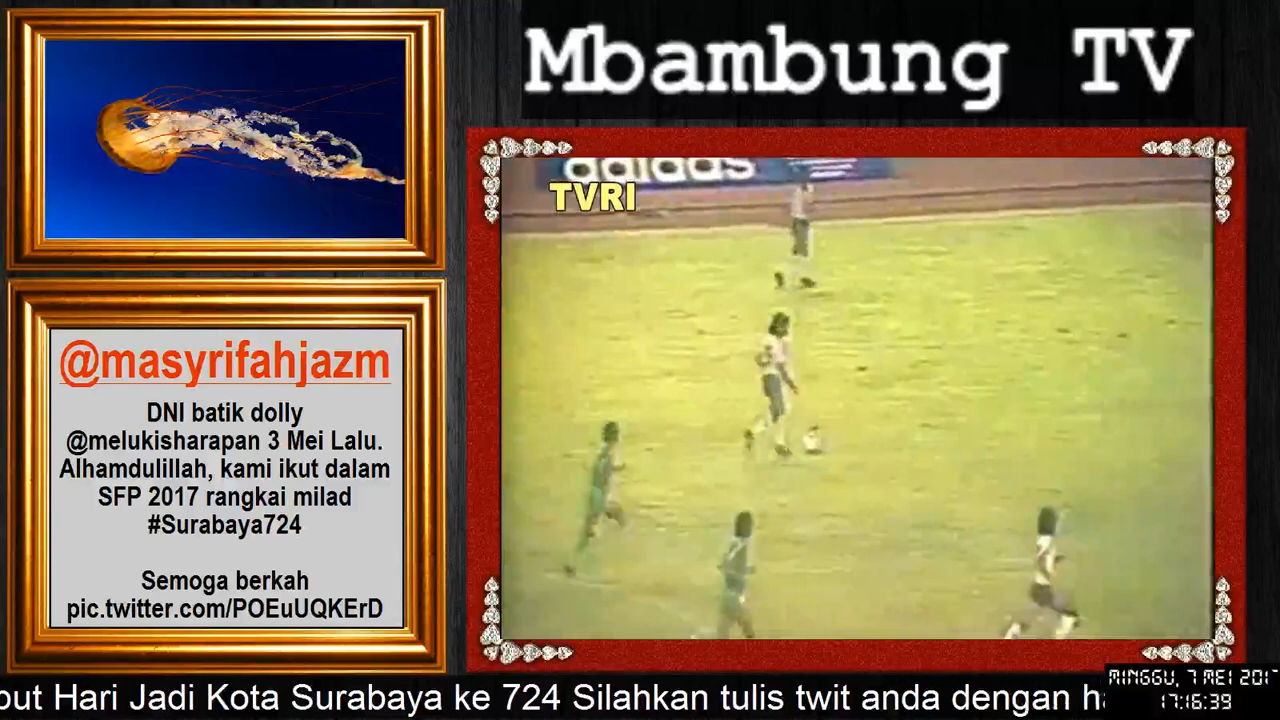 Mbambung TV
adidas
TVRI
@masyrifahjazm
DNI batik dolly
@melukisharapan 3 Mei Lalu.
Alhamdulillah, kami ikut dalam
SFP 2017 rangkai milad
#Surabaya724
Semoga berkah
pic.twitter.com/POEuUQKErD
Hari Jadi Kota Surabaya ke 724 Silahkan tulis twit anda dengan
MINGGU, 7 MEI 2017
17:16:39